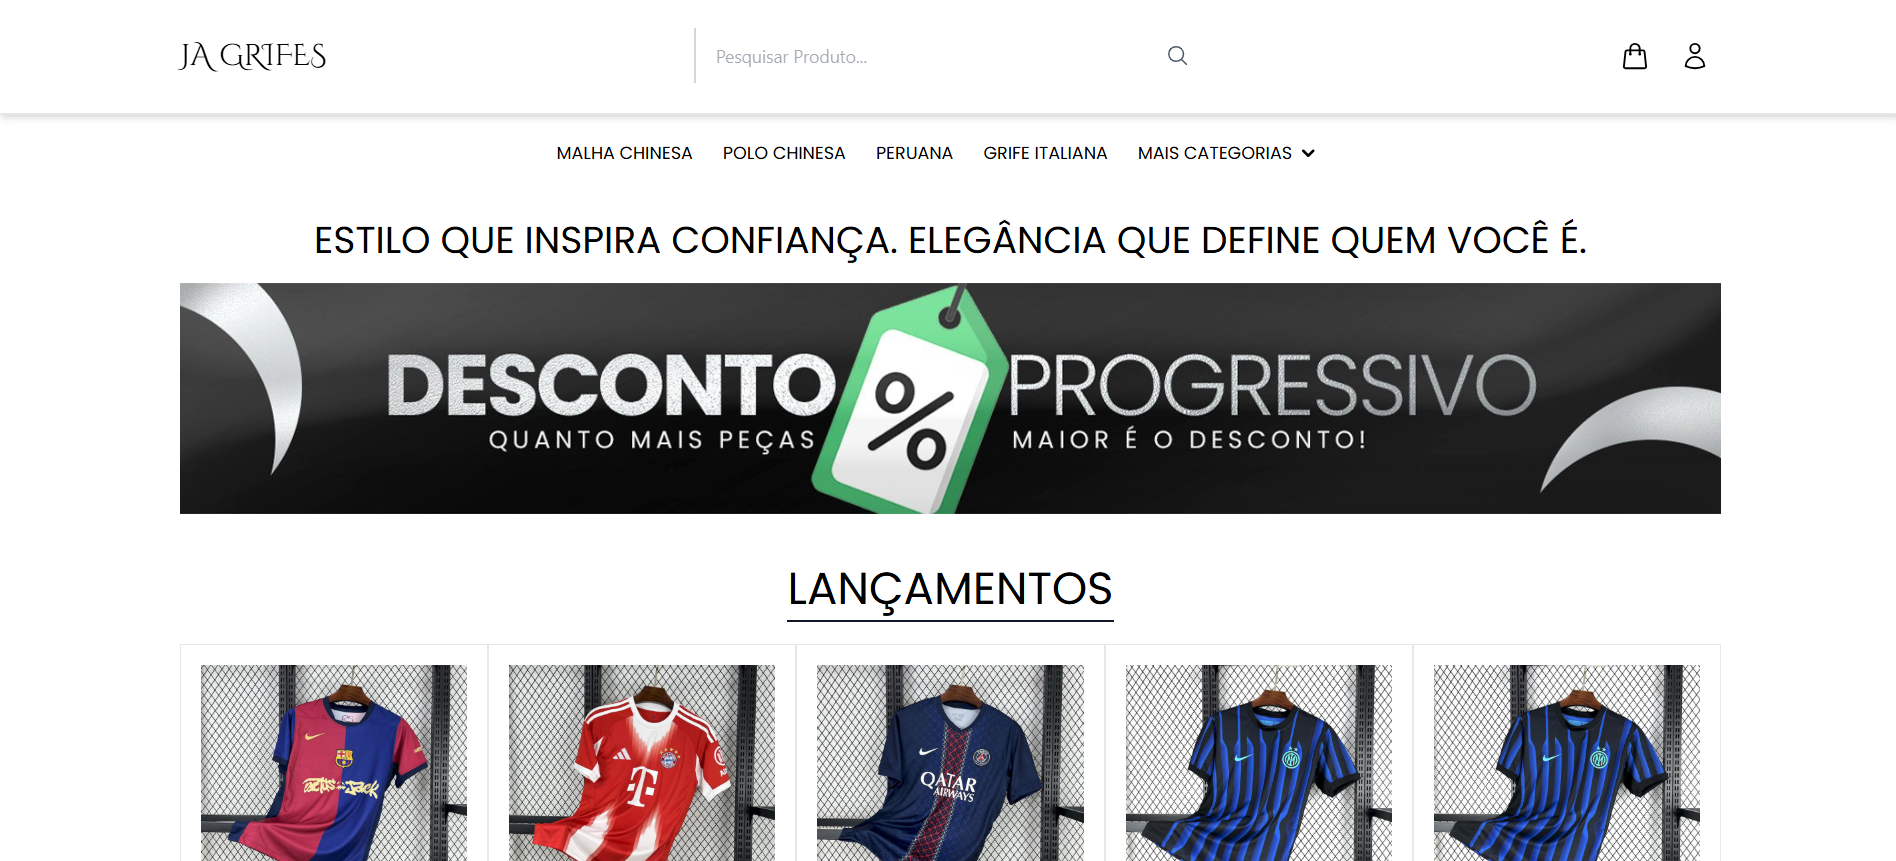 JA GRIFES
Pesquisar Produto...
MALHA CHINESA
POLO CHINESA
PERUANA
GRIFE ITALIANA
MAIS CATEGORIAS
ESTILO QUE INSPIRA CONFIANÇA. ELEGÂNCIA QUE DEFINE QUEM VOCÊ É.
DESCONTO % PROGRESSIVO
QUANTO MAIS PEÇAS MAIOR É O DESCONTO!
LANÇAMENTOS
T
QATAR
AIRWAYS